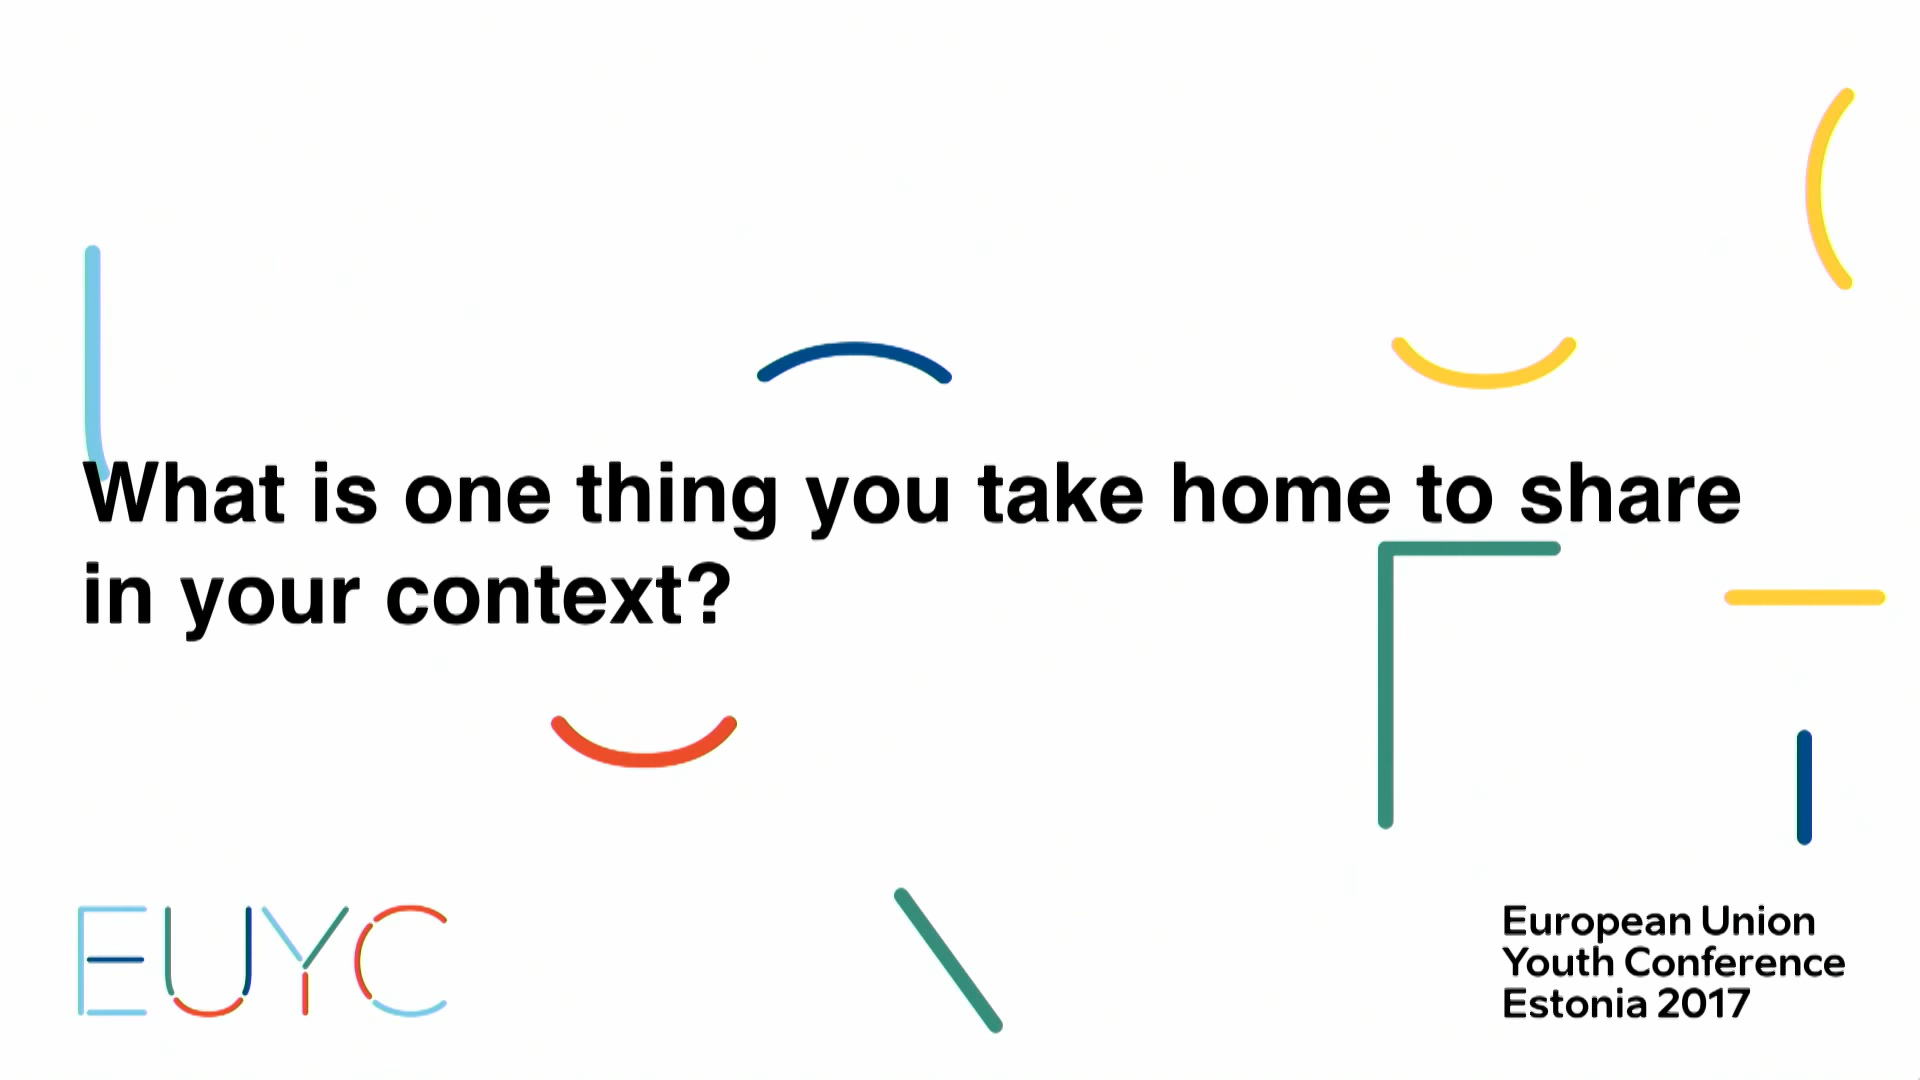 What is one thing you take home to share
in your context?
EUYC
European Union
Youth Conference
Estonia 2017